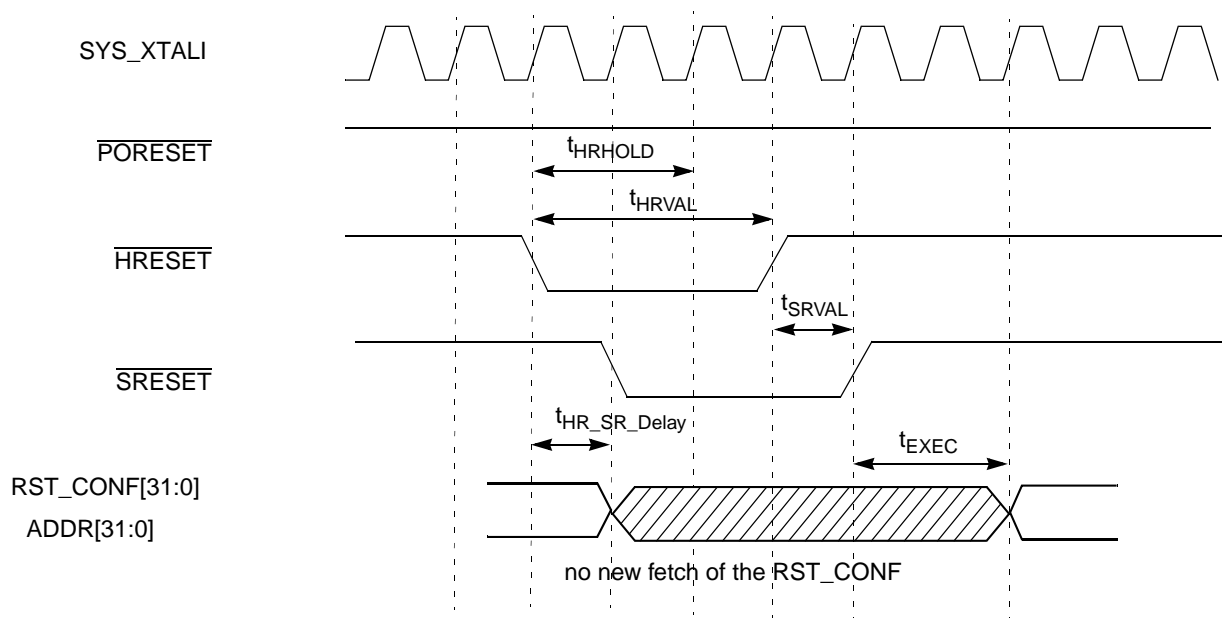 SYS_XTALI
PORESET
tHRHOLD
tHRVAL
HRESET
tSRVAL
SRESET
tHR_SR_Delay
tEXEC
RST_CONF[31:0]
ADDR[31:0]
no new fetch of the RST_CONF